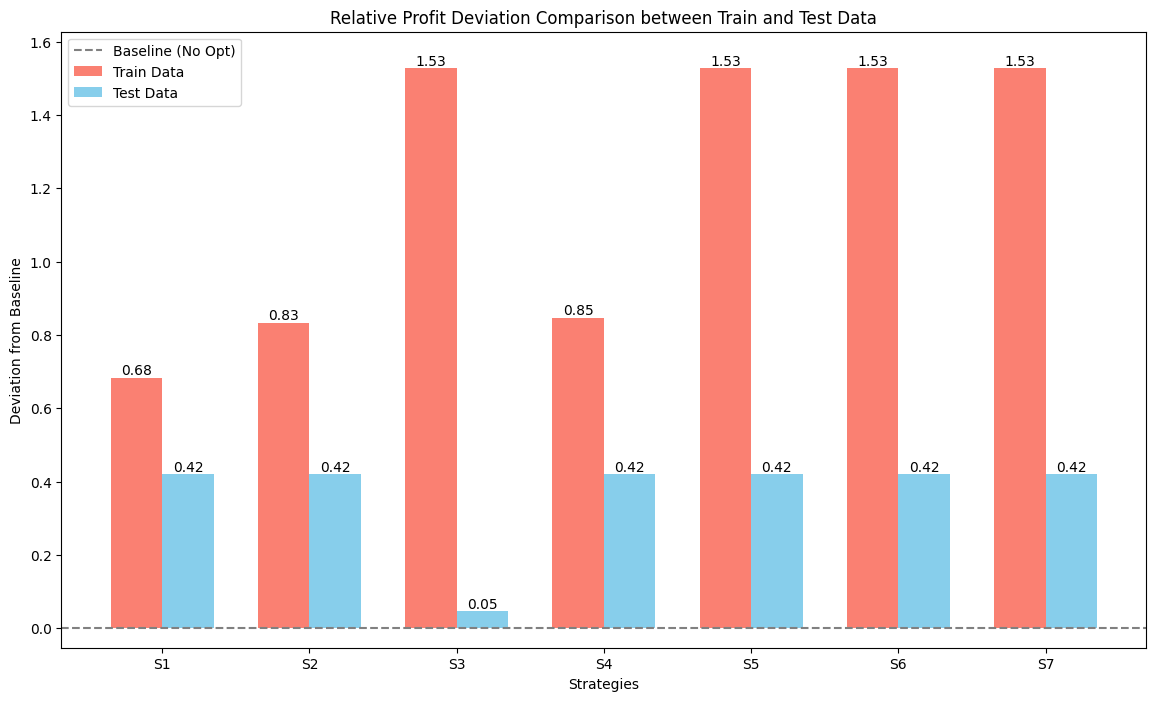 Relative Profit Deviation Comparison between Train and Test Data
Baseline (No Opt)
Train Data
Test Data
Deviation from Baseline
1.6
1.4
1.2
1.0
0.8
0.6
0.4
0.2
0.0
0.68
0.42
0.83
0.42
1.53
0.05
0.85
0.42
1.53
0.42
1.53
0.42
1.53
0.42
S1
S2
S3
S4
S5
S6
S7
Strategies